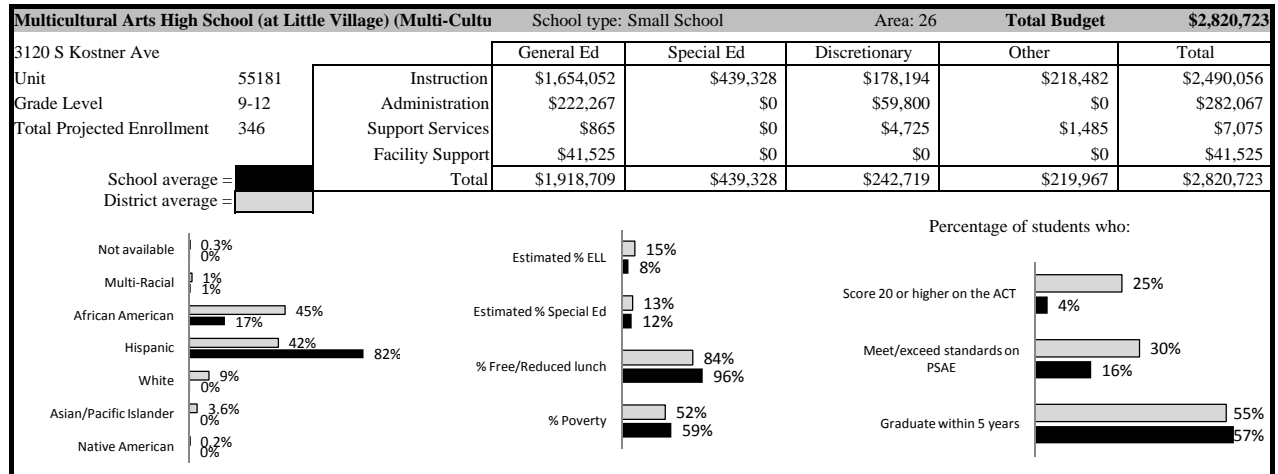 Multicultural Arts High School (at Little Village) (Multi-Cultu School type: Small School Area: 26 Total Budget $2,820,723
3120 S Kostner Ave General Ed Special Ed Discretionary Other Total
Unit 55181 Instruction $1,654,052 $439,328 $178,194 $218,482 $2,490,056
Grade Level 9-12 Administration $222,267 $0 $59,800 $0 $282,067
Total Projected Enrollment 346 Support Services $865 $0 $4,725 $1,485 $7,075
Facility Support $41,525 $0 $0 $0 $41,525
School average = Total $1,918,709 $439,328 $242,719 $219,967 $2,820,723
District average =
Not available 0.3% 0%
Multi-Racial 1% 1%
African American 45% 17%
Hispanic 42% 82%
White 9% 0%
Asian/Pacific Islander 3.6% 0%
Native American 0.2% 0%
Estimated % ELL 15% 8%
Estimated % Special Ed 13% 12%
% Free/Reduced lunch 84% 96%
% Poverty 52% 59%
Percentage of students who:
Score 20 or higher on the ACT 25% 4%
Meet/exceed standards on
PSAE 30% 16%
Graduate within 5 years 55% 57%